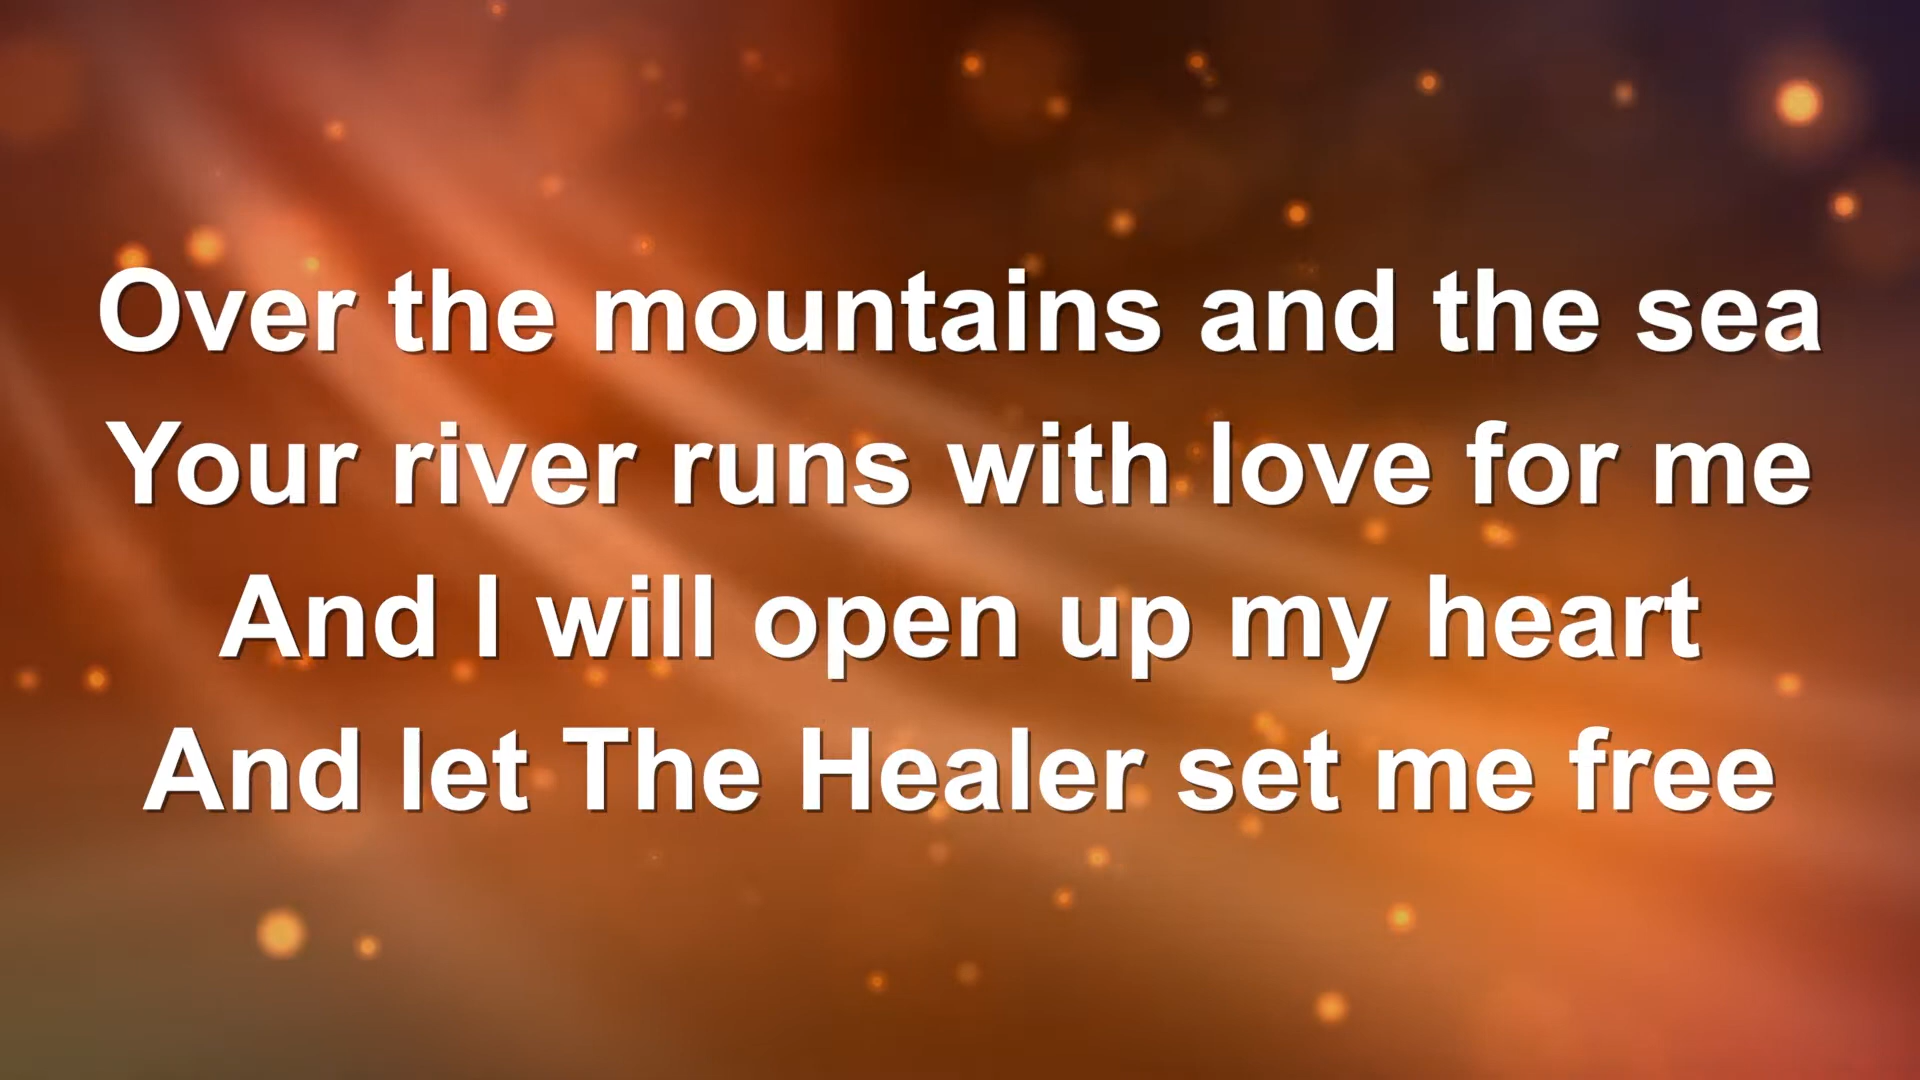 Over the mountains and the sea
Your river runs with love for me
And I will open up my heart
And let The Healer set me free